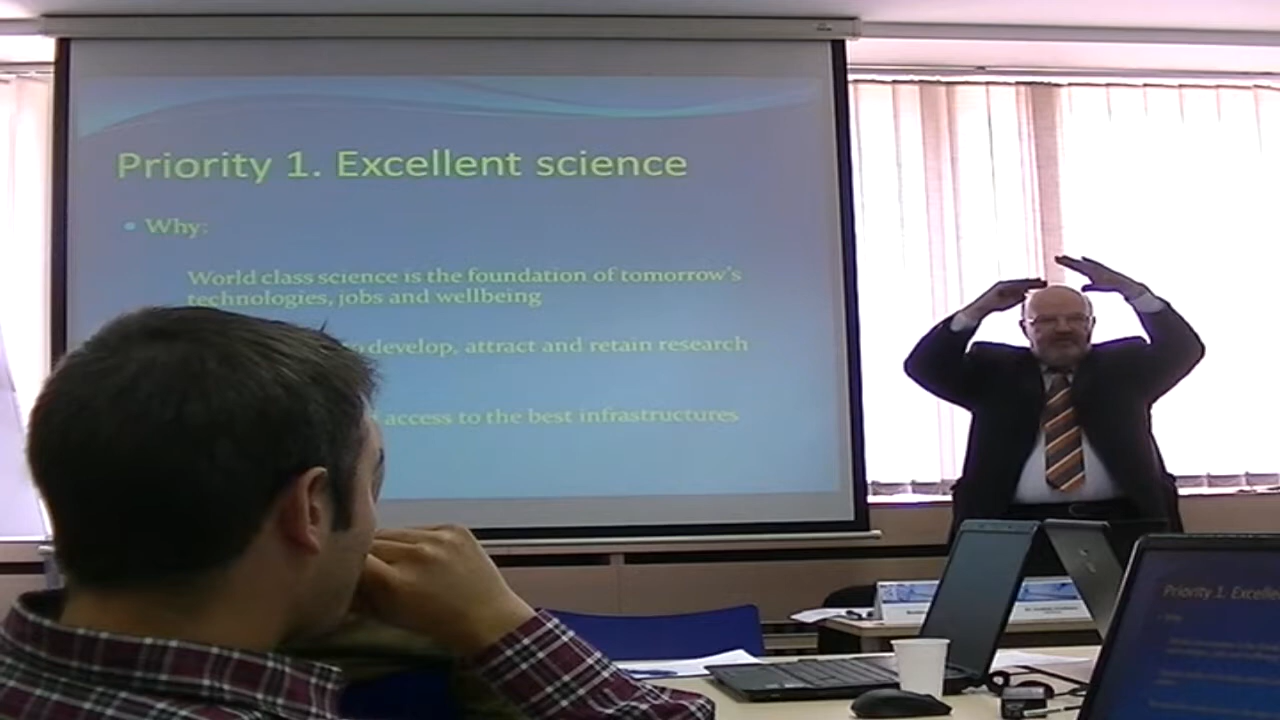 Priority 1. Excellent science
• Why:
World class science is the foundation of tomorrow's
technologies, jobs and wellbeing
to develop, attract and retain research
access to the best infrastructures
Priority 1. Excelle